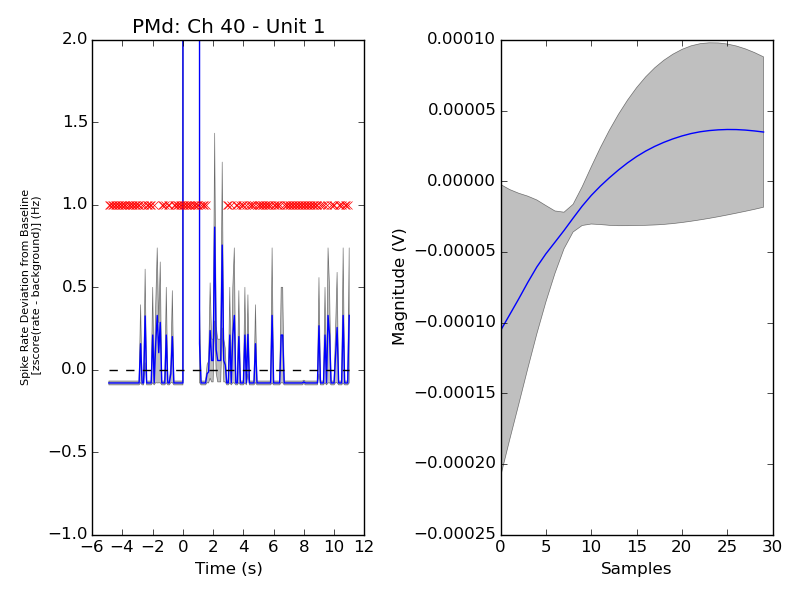 PMd: Ch 40 - Unit 1
2.0
1.5
1.0
0.5
0.0
−0.5
−1.0
Spike Rate Deviation from Baseline
[zscore(rate - background)] (Hz)
−6 −4 −2 0 2 4 6 8 10 12
Time (s)
0.00010
0.00005
0.00000
−0.00005
−0.00010
−0.00015
−0.00020
−0.00025
Magnitude (V)
0 5 10 15 20 25 30
Samples